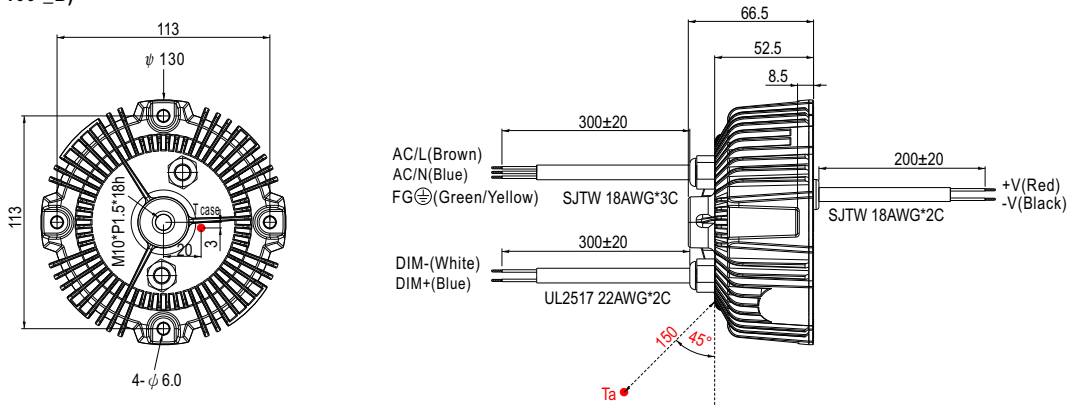 113
ψ 130
113
M10*P1.5*18h
T case
3
20
4- ϕ 6.0
66.5
52.5
8.5
300±20
AC/L(Brown)
AC/N(Blue)
FG⏚(Green/Yellow)
SJTW 18AWG*3C
200±20
+V(Red)
-V(Black)
SJTW 18AWG*2C
300±20
DIM-(White)
DIM+(Blue)
UL2517 22AWG*2C
150
45°
Ta